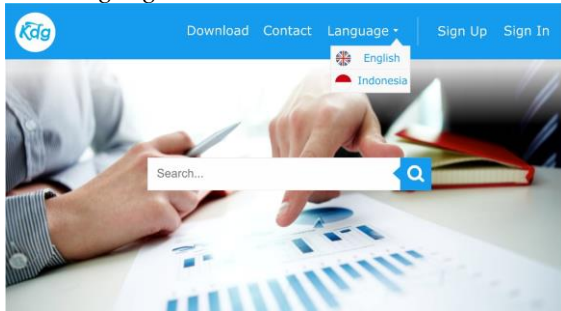 Kdg
Download Contact Language Sign Up Sign In
English
Indonesia
Search...